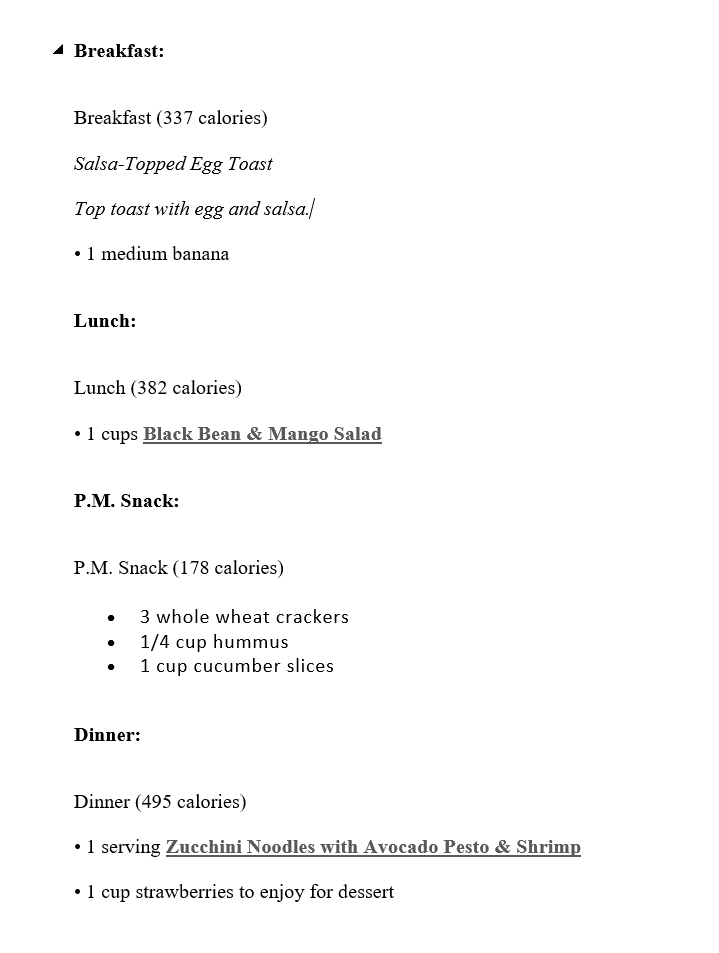 Breakfast:
Breakfast (337 calories)
Salsa-Topped Egg Toast
Top toast with egg and salsa.
• 1 medium banana
Lunch:
Lunch (382 calories)
• 1 cups Black Bean & Mango Salad
P.M. Snack:
P.M. Snack (178 calories)
• 3 whole wheat crackers
• 1/4 cup hummus
• 1 cup cucumber slices
Dinner:
Dinner (495 calories)
• 1 serving Zucchini Noodles with Avocado Pesto & Shrimp
• 1 cup strawberries to enjoy for dessert